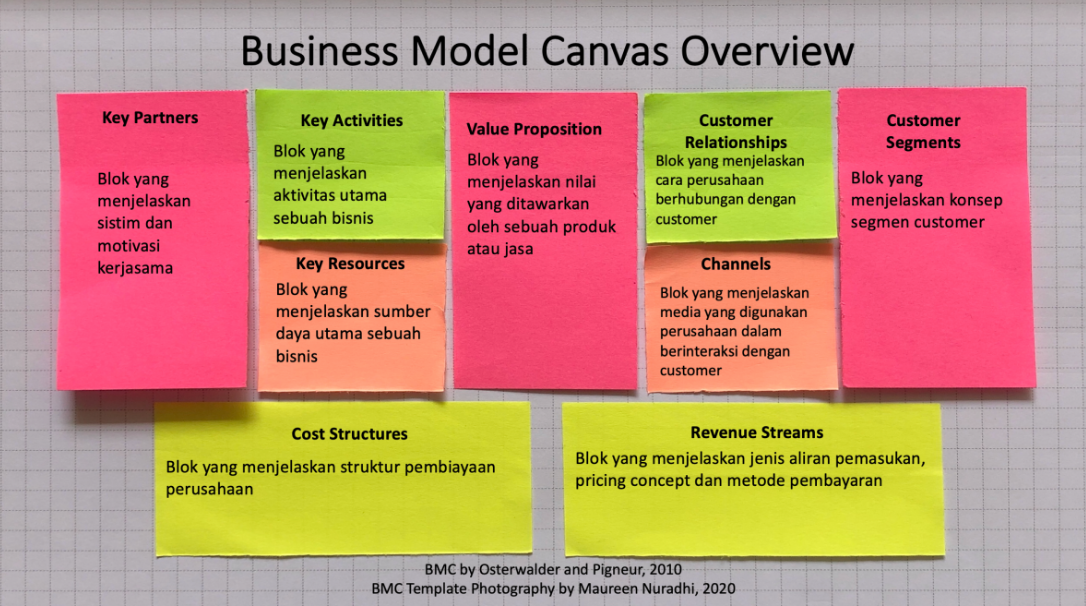 Business Model Canvas Overview
Key Partners
Blok yang
menjelaskan
sistim dan
motivasi
kerjasama
Key Activities
Blok yang
menjelaskan
aktivitas utama
sebuah bisnis
Key Resources
Blok yang
menjelaskan sumber
daya utama sebuah
bisnis
Value Proposition
Blok yang
menjelaskan nilai
yang ditawarkan
oleh sebuah produk
atau jasa
Customer
Relationships
Blok yang menjelaskan
cara perusahaan
berhubungan dengan
customer
Channels
Blok yang menjelaskan
media yang digunakan
perusahaan dalam
berinteraksi dengan
customer
Customer
Segments
Blok yang
menjelaskan konsep
segmen customer
Cost Structures
Blok yang menjelaskan struktur pembiayaan
perusahaan
Revenue Streams
Blok yang menjelaskan jenis aliran pemasukan,
pricing concept dan metode pembayaran
BMC by Osterwalder and Pigneur, 2010
BMC Template Photography by Maureen Nuradhi, 2020